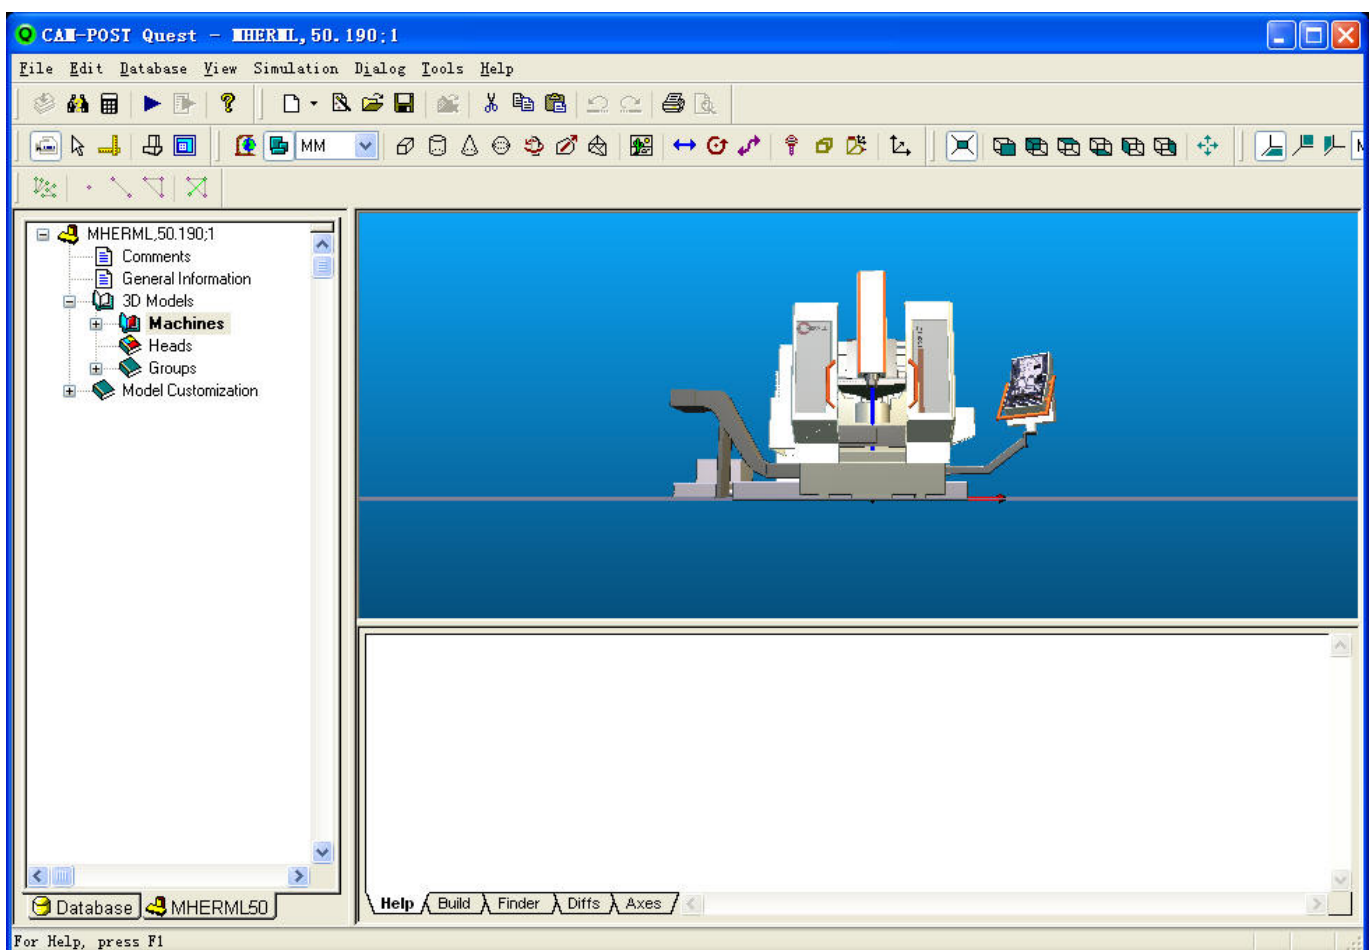 CAM-POST Quest - MHERML,50.190;1
File Edit Database View Simulation Dialog Tools Help
MM
MHERML,50.190;1
Comments
General Information
3D Models
Machines
Heads
Groups
Model Customization
Database MHERML50
Help Build Finder Diffs Axes
For Help, press F1